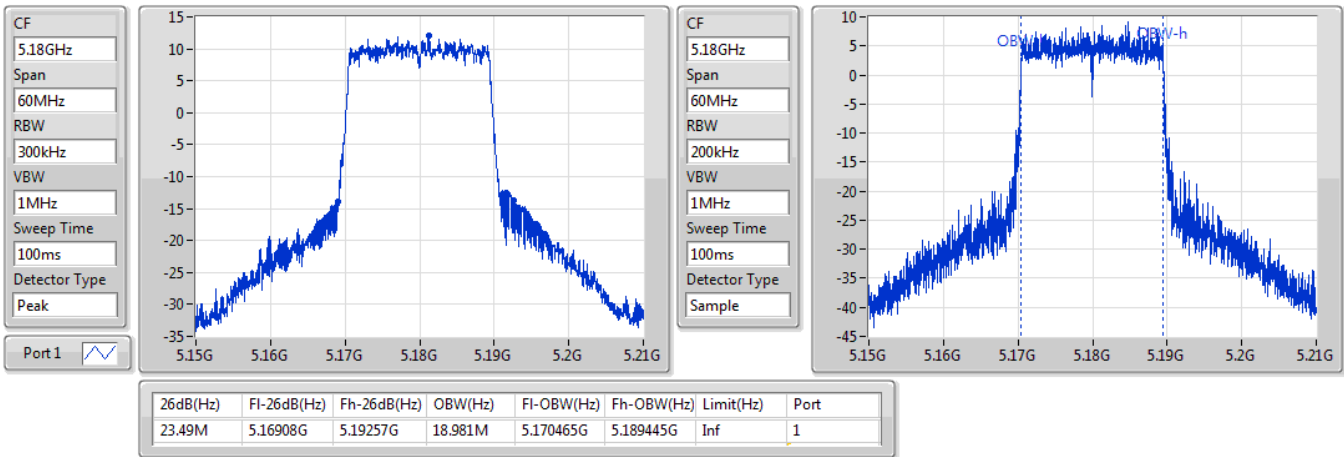 CF
5.18GHz
Span
60MHz
RBW
300kHz
VBW
1MHz
Sweep Time
100ms
Detector Type
Peak
Port 1
15
10
5
0
-5
-10
-15
-20
-25
-30
-35
5.15G 5.16G 5.17G 5.18G 5.19G 5.2G 5.21G
CF
5.18GHz
Span
60MHz
RBW
200kHz
VBW
1MHz
Sweep Time
100ms
Detector Type
Sample
10
5
0
-5
-10
-15
-20
-25
-30
-35
-40
-45
OBW-h
5.15G 5.16G 5.17G 5.18G 5.19G 5.2G 5.21G
26dB(Hz) Fl-26dB(Hz) Fh-26dB(Hz) OBW(Hz) Fl-OBW(Hz) Fh-OBW(Hz) Limit(Hz) Port
23.49M 5.16908G 5.19257G 18.981M 5.170465G 5.189445G Inf 1